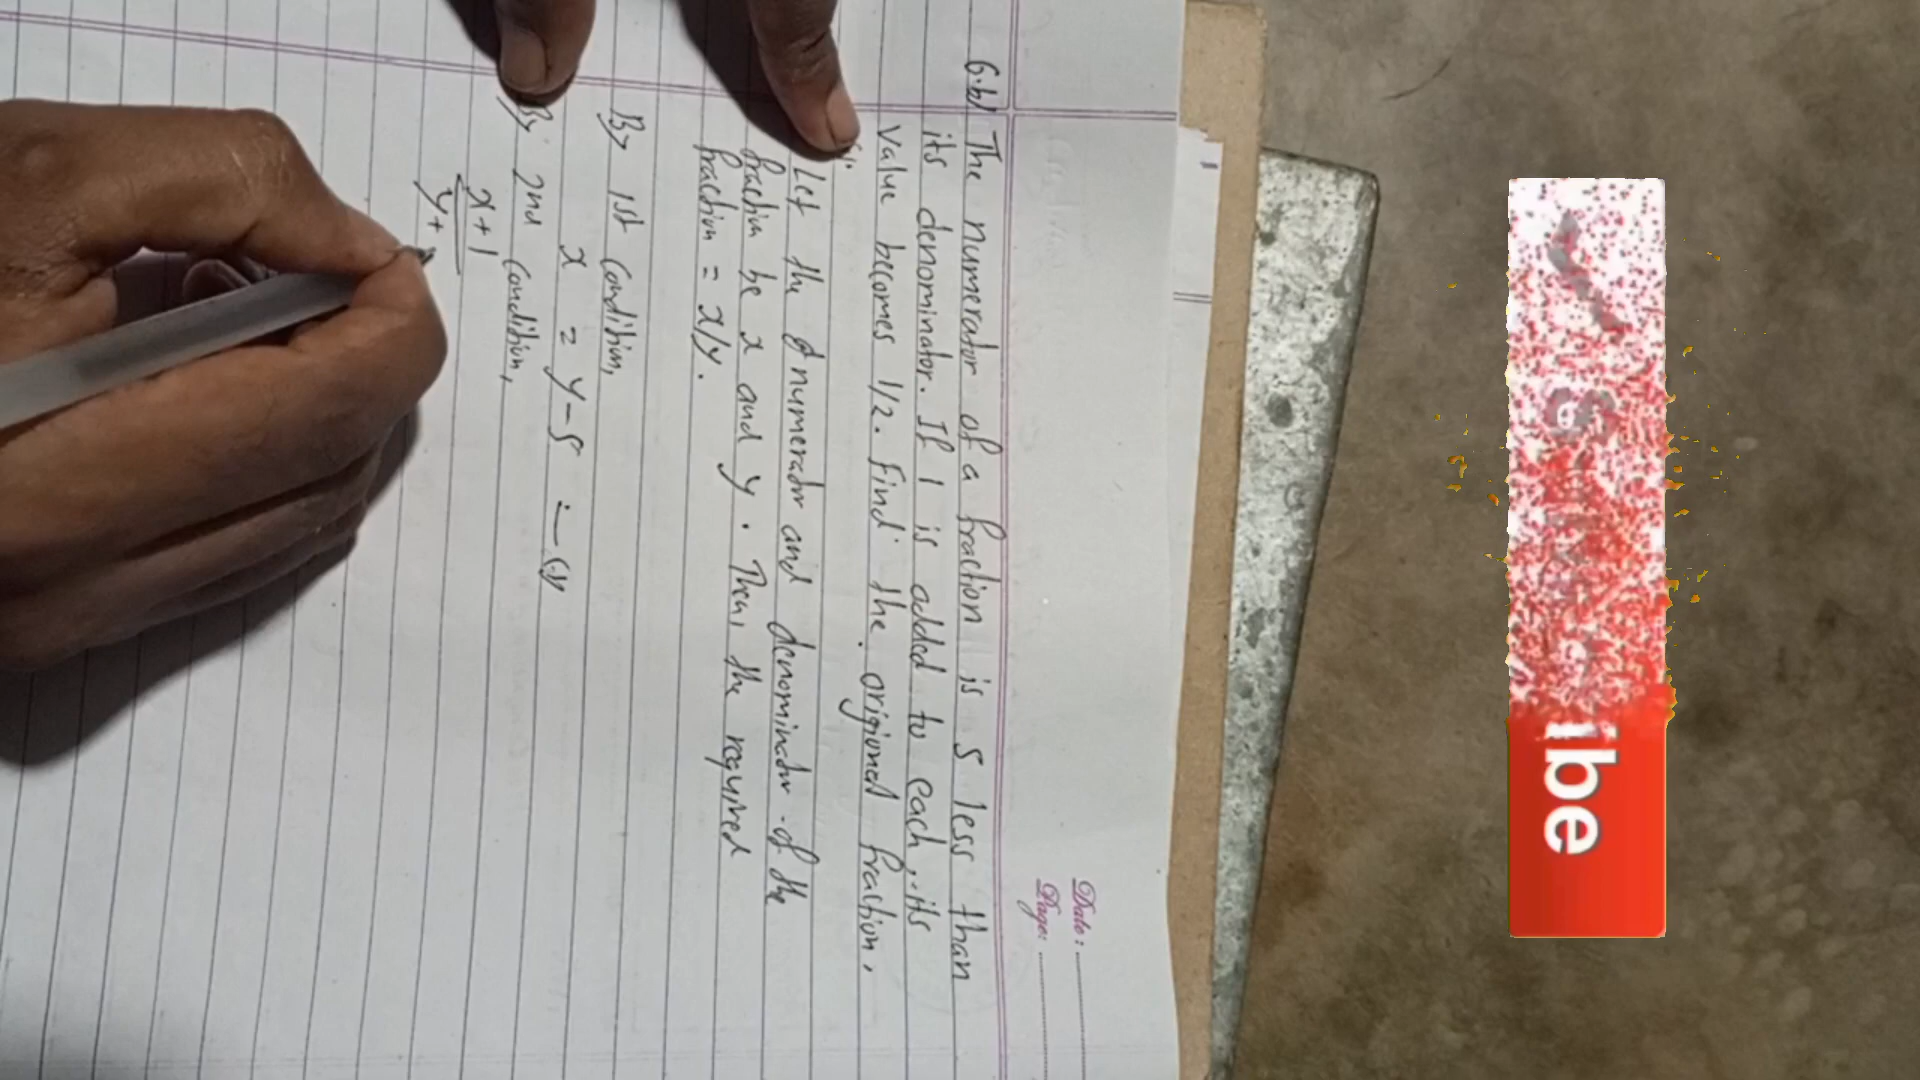 Date:
Page:
6.b) The numerator of a fraction is 5 less than
its denominator. If 1 is added to each, its
value becomes 1/2. Find the origional fraction.
Let the numerator and denominator of the
fraction be x and y. Then, the required
fraction = x/y.
By 1st condition,
x = y-5 - (i)
By 2nd condition,
x+1
y+
ibe